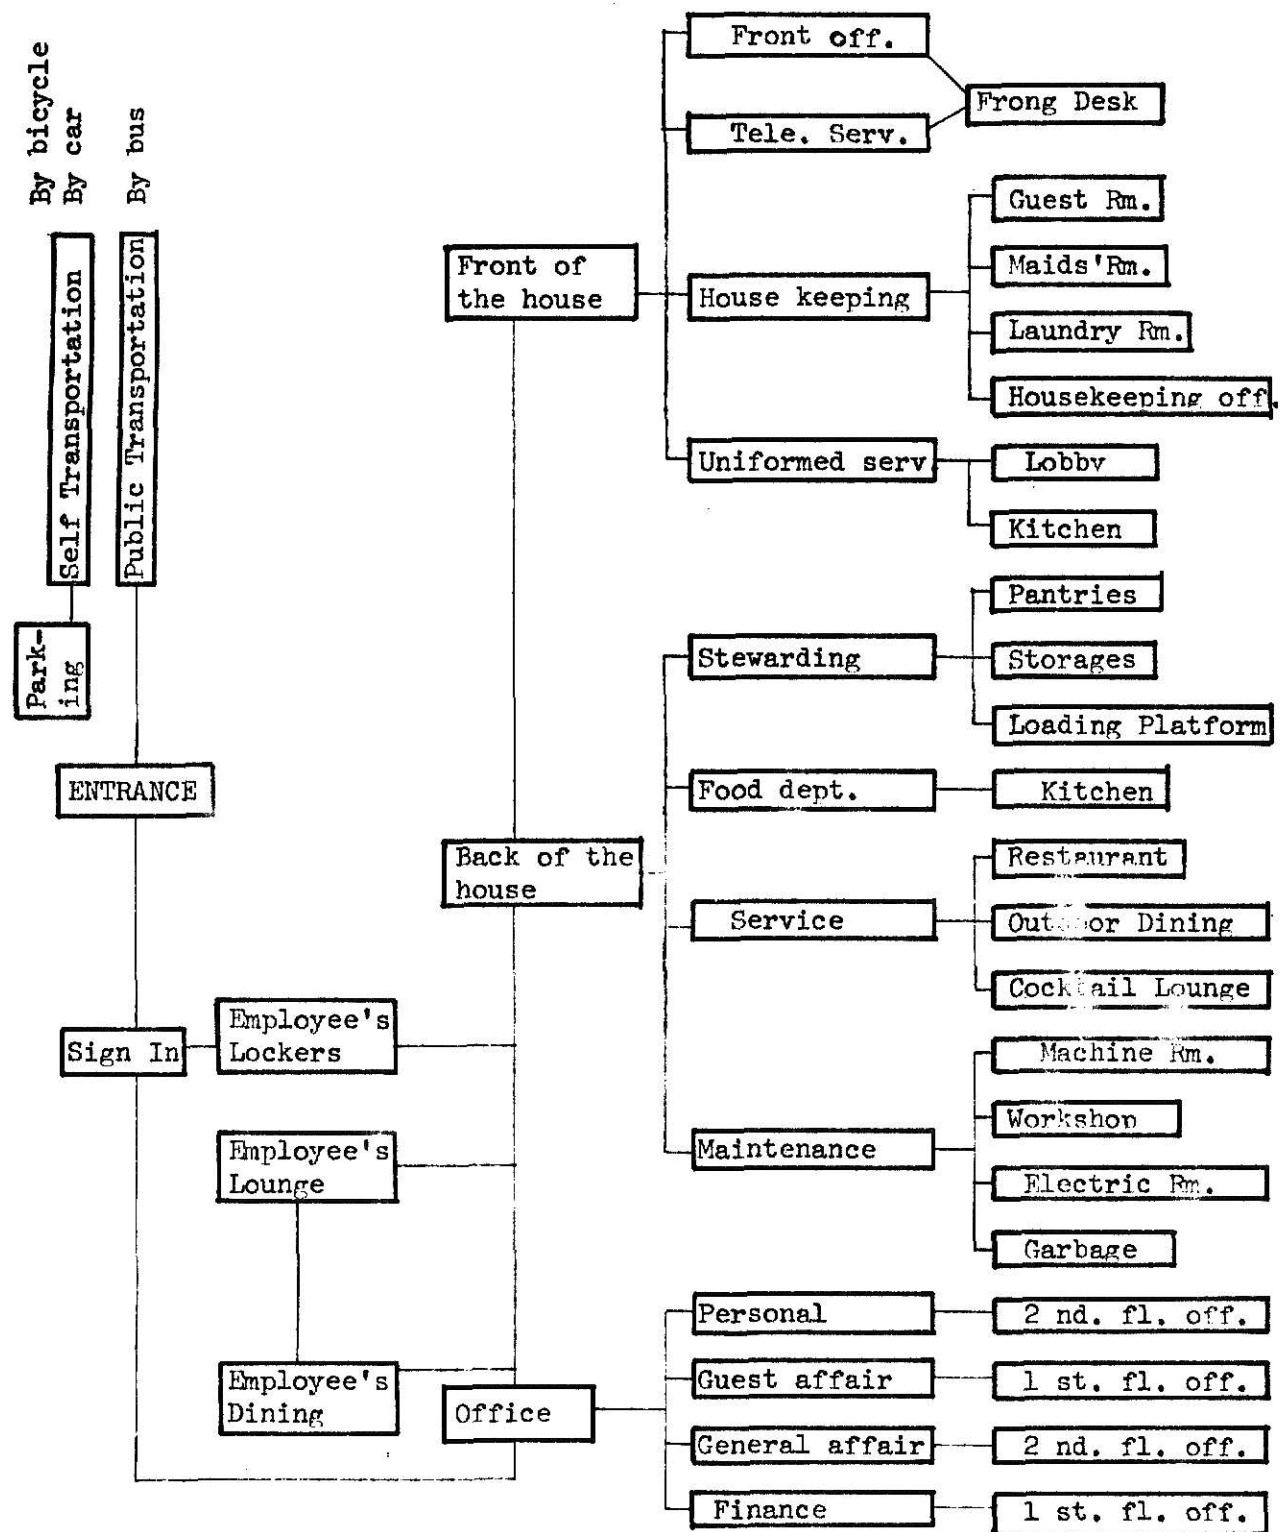 By bicycle
By car
By bus
Self Transportation
Public Transportation
Park-
ing
ENTRANCE
Sign In
Employee's
Lockers
Employee's
Lounge
Employee's
Dining
Front of
the house
Back of the
house
Office
Front off.
Tele. Serv.
Frong Desk
House keeping
Guest Rm.
Maids'Rm.
Laundry Rm.
Housekeeping off.
Uniformed serv
Lobby
Kitchen
Stewarding
Pantries
Storages
Loading Platform
Food dept.
Kitchen
Service
Restaurant
Outdoor Dining
Cocktail Lounge
Maintenance
Machine Rm.
Workshop
Electric Rm.
Garbage
Personal
2 nd. fl. off.
Guest affair
1 st. fl. off.
General affair
2 nd. fl. off.
Finance
1 st. fl. off.